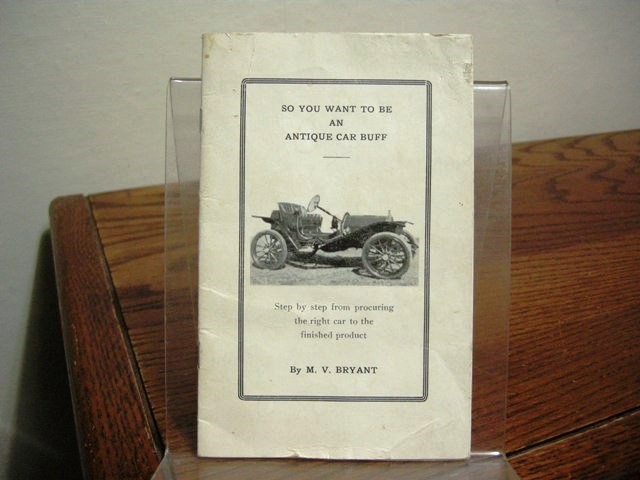 SO YOU WANT TO BE
AN
ANTIQUE CAR BUFF
Step by step from procuring
the right car to the
finished product
By M. V. BRYANT